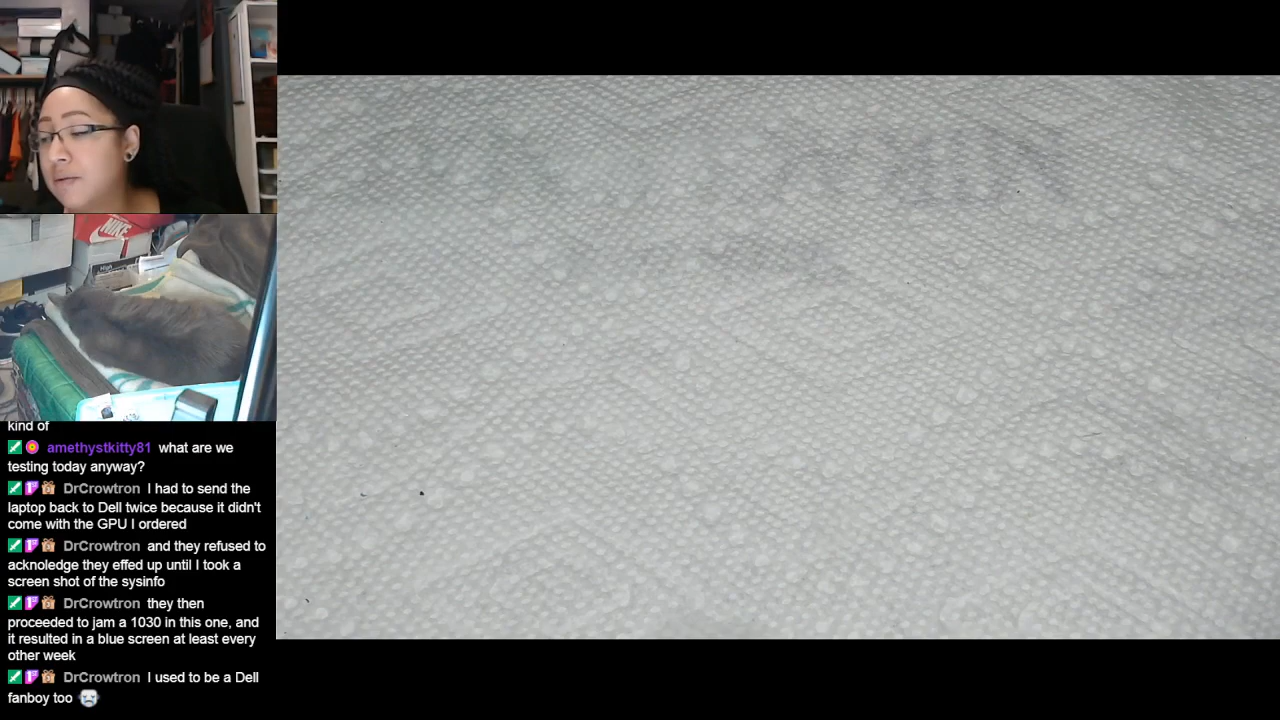 NIKE
kind of
amethystkitty81 what are we
testing today anyway?
DrCrowtron I had to send the
laptop back to Dell twice because it didn't
come with the GPU I ordered
DrCrowtron and they refused to
acknoledge they effed up until I took a
screen shot of the sysinfo
DrCrowtron they then
proceeded to jam a 1030 in this one, and
it resulted in a blue screen at least every
other week
DrCrowtron I used to be a Dell
fanboy too